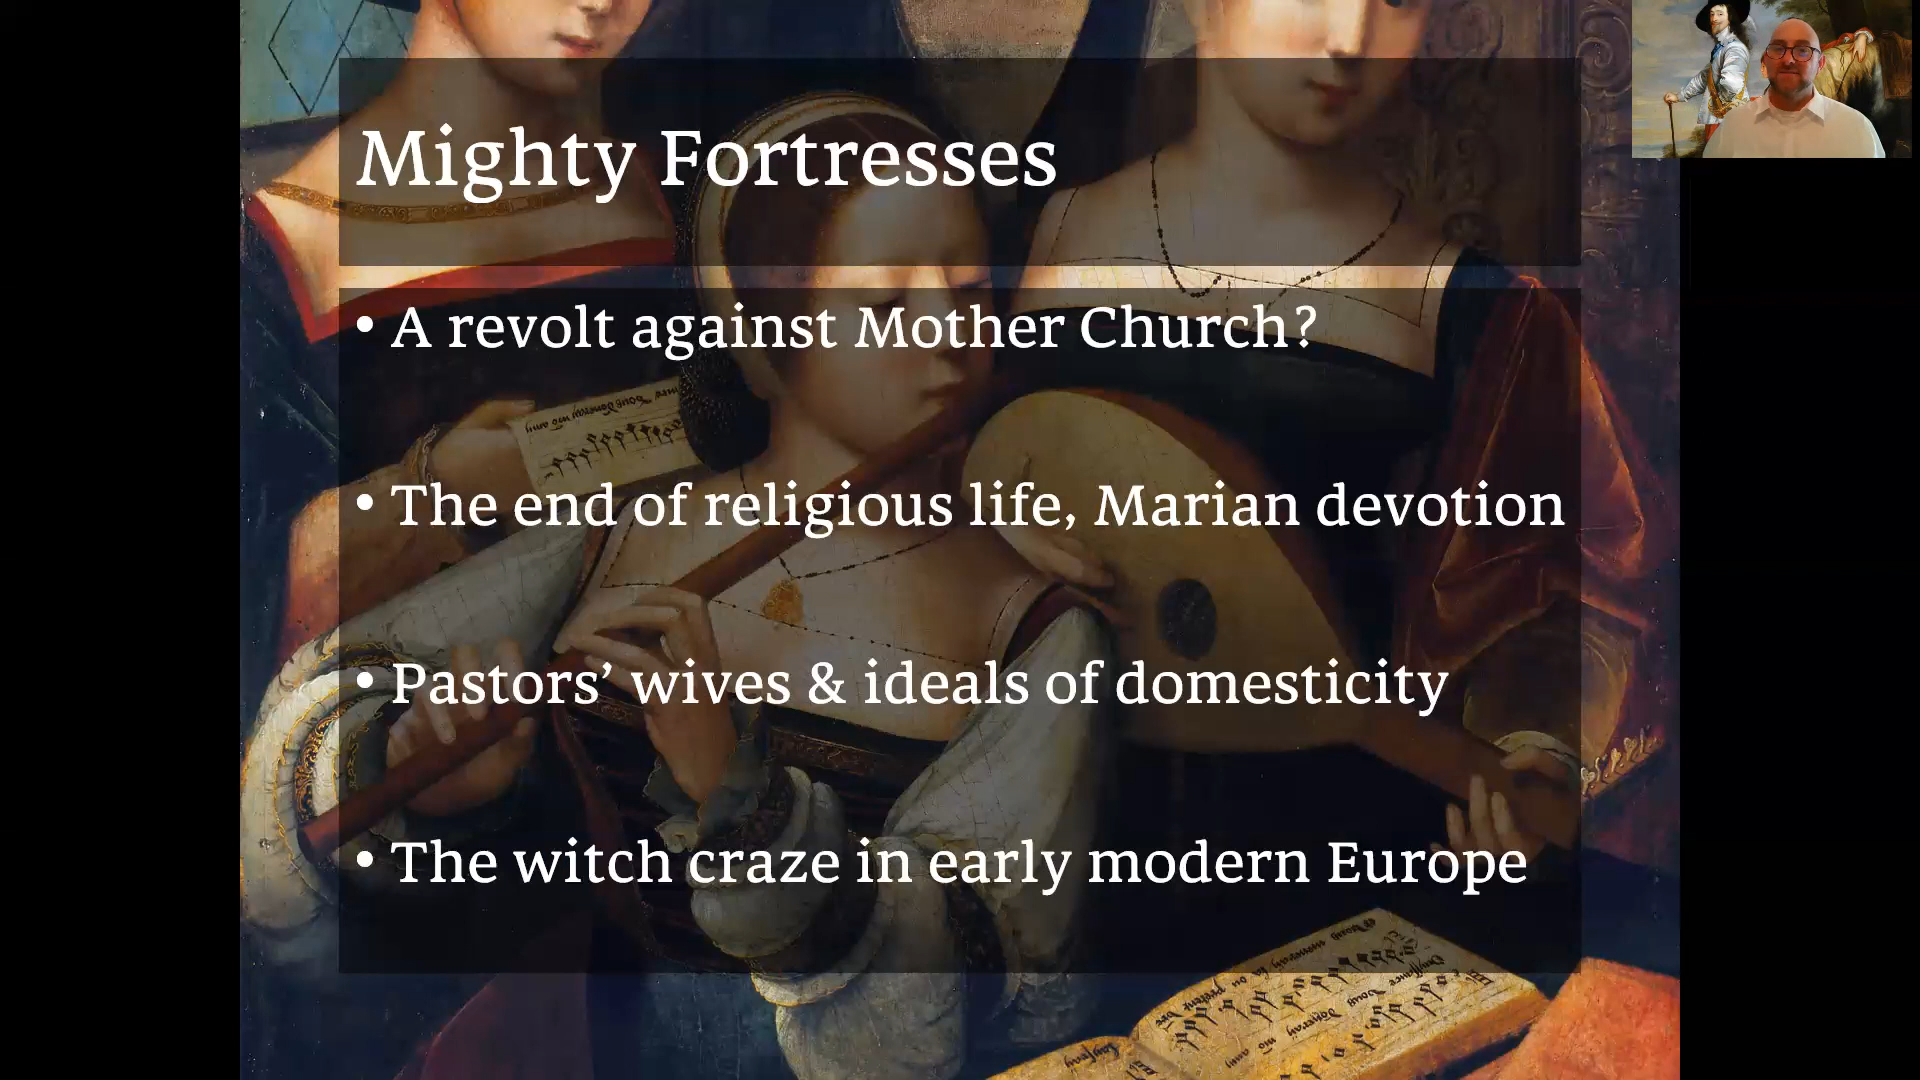 Mighty Fortresses
• A revolt against Mother Church?
• The end of religious life, Marian devotion
• Pastors’ wives & ideals of domesticity
• The witch craze in early modern Europe